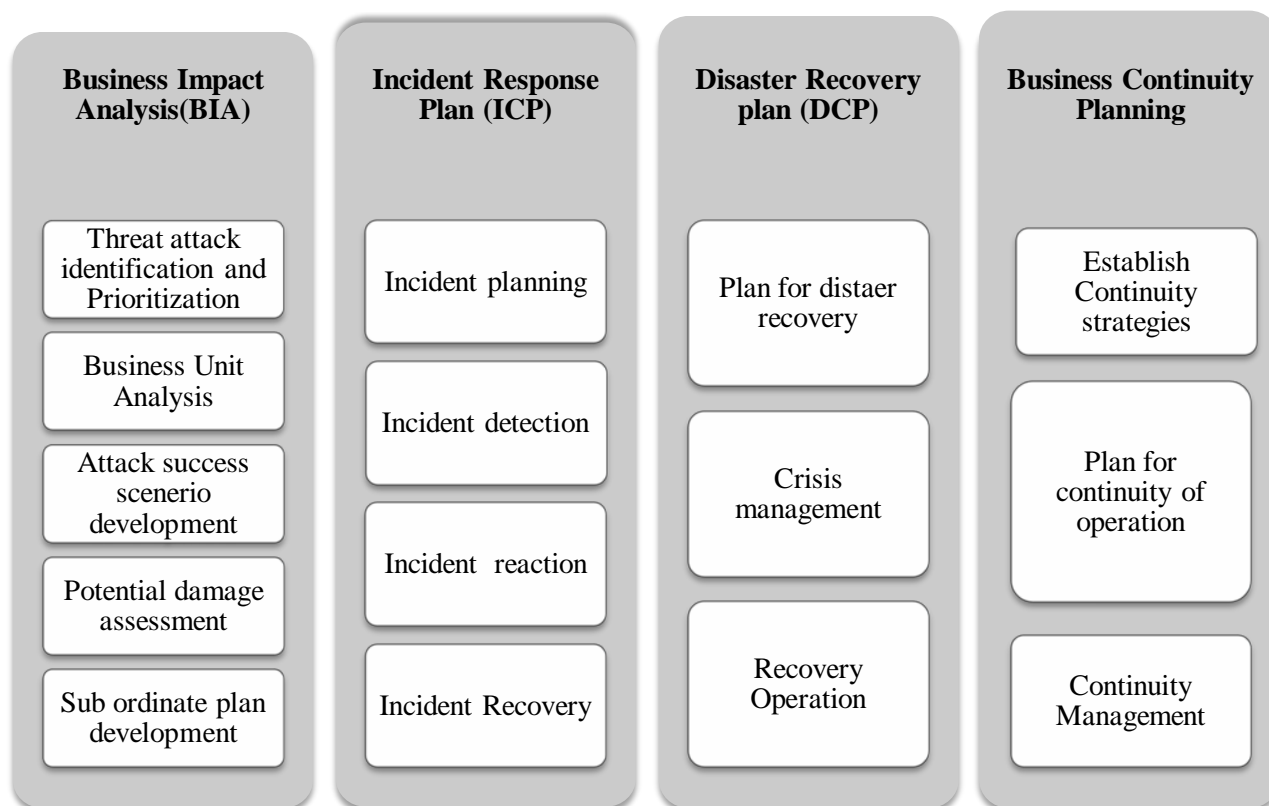 Business Impact
Analysis(BIA)
Threat attack
identification and
Prioritization
Business Unit
Analysis
Attack success
scenerio
development
Potential damage
assessment
Sub ordinate plan
development
Incident Response
Plan (ICP)
Incident planning
Incident detection
Incident reaction
Incident Recovery
Disaster Recovery
plan (DCP)
Plan for distaer
recovery
Crisis
management
Recovery
Operation
Business Continuity
Planning
Establish
Continuity
strategies
Plan for
continuity of
operation
Continuity
Management